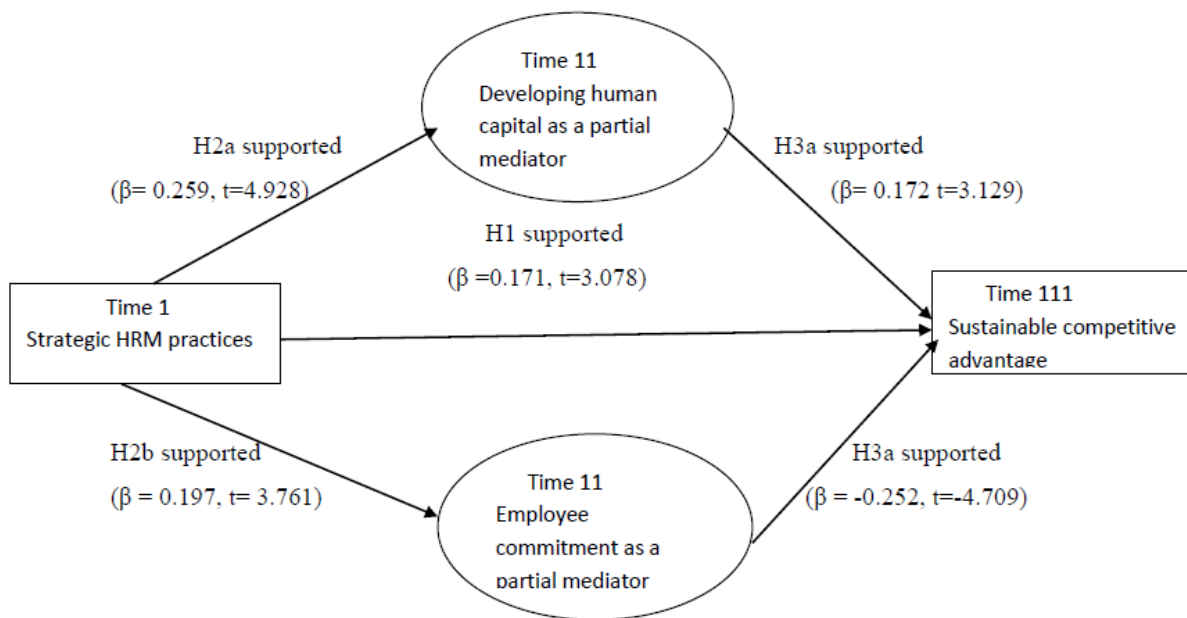 Time 11
Developing human
capital as a partial
mediator
H2a supported
(β= 0.259, t=4.928)
H3a supported
(β= 0.172 t=3.129)
H1 supported
(β =0.171, t=3.078)
Time 1
Strategic HRM practices
Time 111
Sustainable competitive
advantage
H2b supported
(β = 0.197, t= 3.761)
H3a supported
(β = -0.252, t=-4.709)
Time 11
Employee
commitment as a
partial mediator